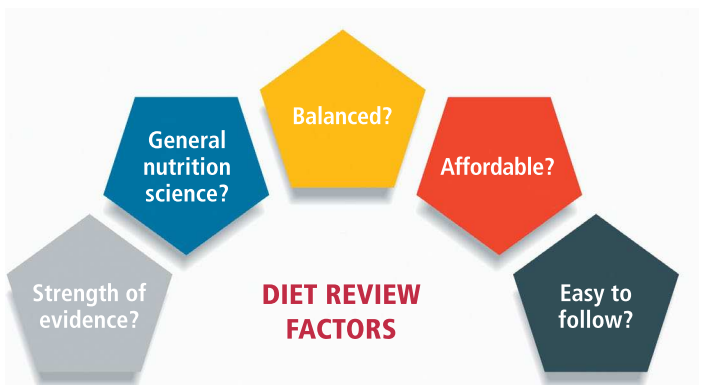 Strength of
evidence?
General
nutrition
science?
Balanced?
Affordable?
Easy to
follow?
DIET REVIEW
FACTORS